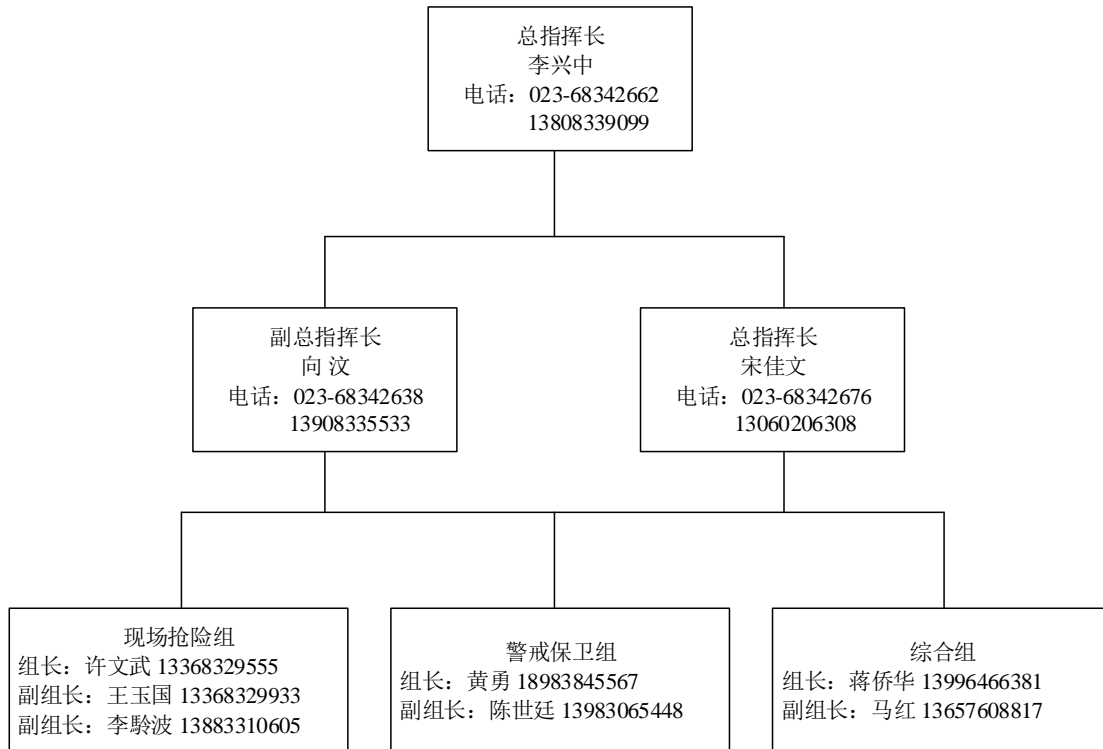 总指挥长
李兴中
电话：023-68342662
13808339099
副总指挥长
向 汶
电话：023-68342638
13908335533
总指挥长
宋佳文
电话：023-68342676
13060206308
现场抢险组
组长：许文武 13368329555
副组长：王玉国 13368329933
副组长：李駖波 13883310605
警戒保卫组
组长：黄勇 18983845567
副组长：陈世廷 13983065448
综合组
组长：蒋侨华 13996466381
副组长：马红 13657608817